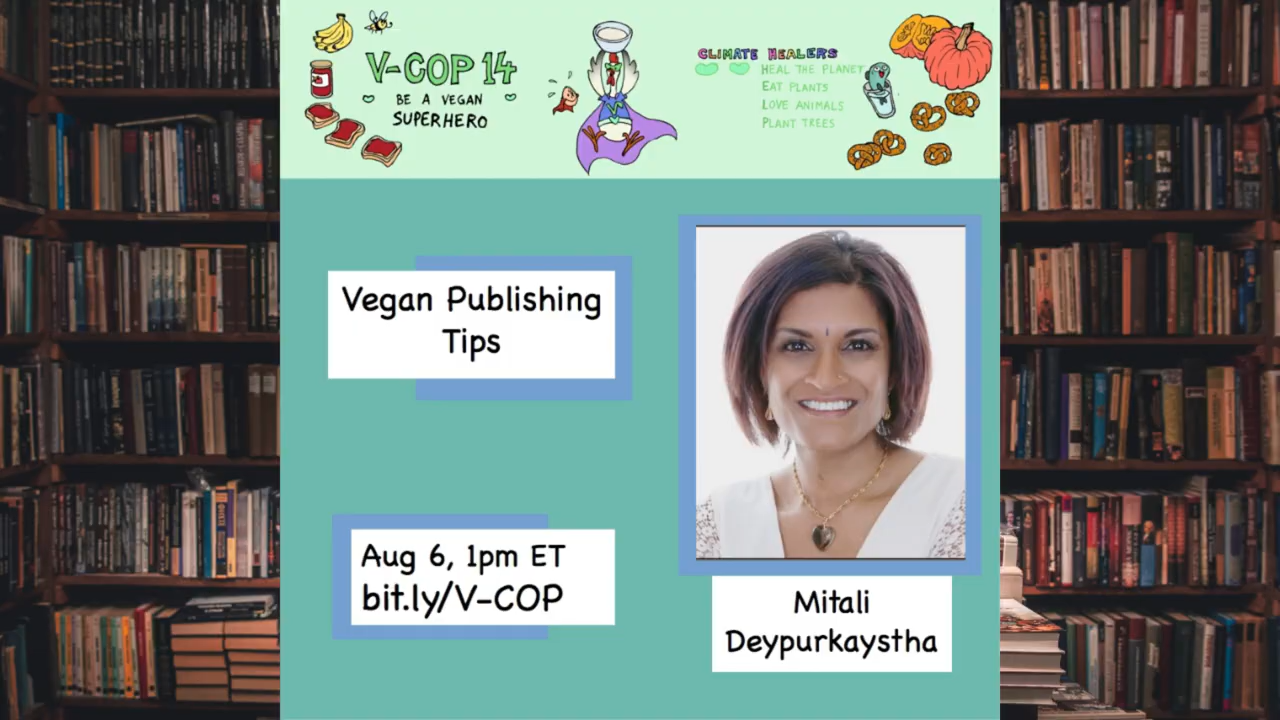 V-COP 14
BE A VEGAN
SUPERHERO
CLIMATE HEALERS
HEAL THE PLANET
EAT PLANTS
LOVE ANIMALS
PLANT TREES
Vegan Publishing
Tips
Aug 6, 1pm ET
bit.ly/V-COP
Mitali
Deypurkaystha